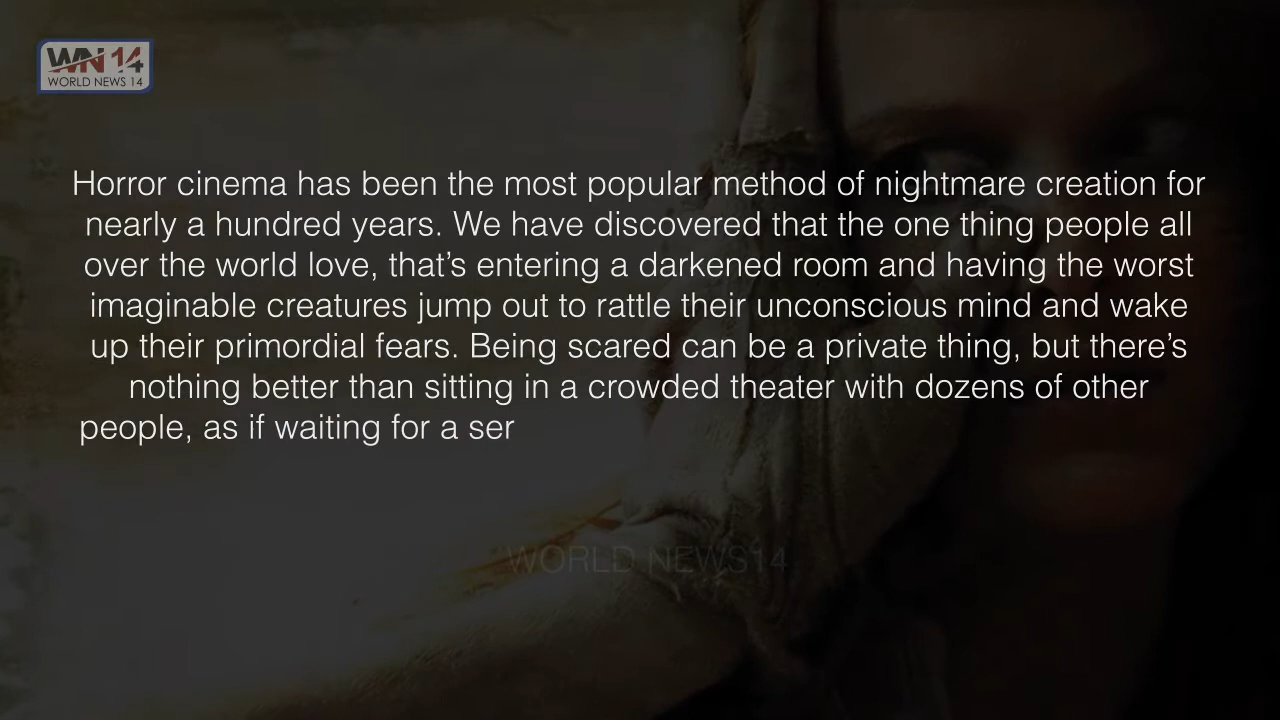 WN 14
WORLD NEWS 14
Horror cinema has been the most popular method of nightmare creation for
nearly a hundred years. We have discovered that the one thing people all
over the world love, that’s entering a darkened room and having the worst
imaginable creatures jump out to rattle their unconscious mind and wake
up their primordial fears. Being scared can be a private thing, but there’s
nothing better than sitting in a crowded theater with dozens of other
people, as if waiting for a ser
WORLD NEWS14